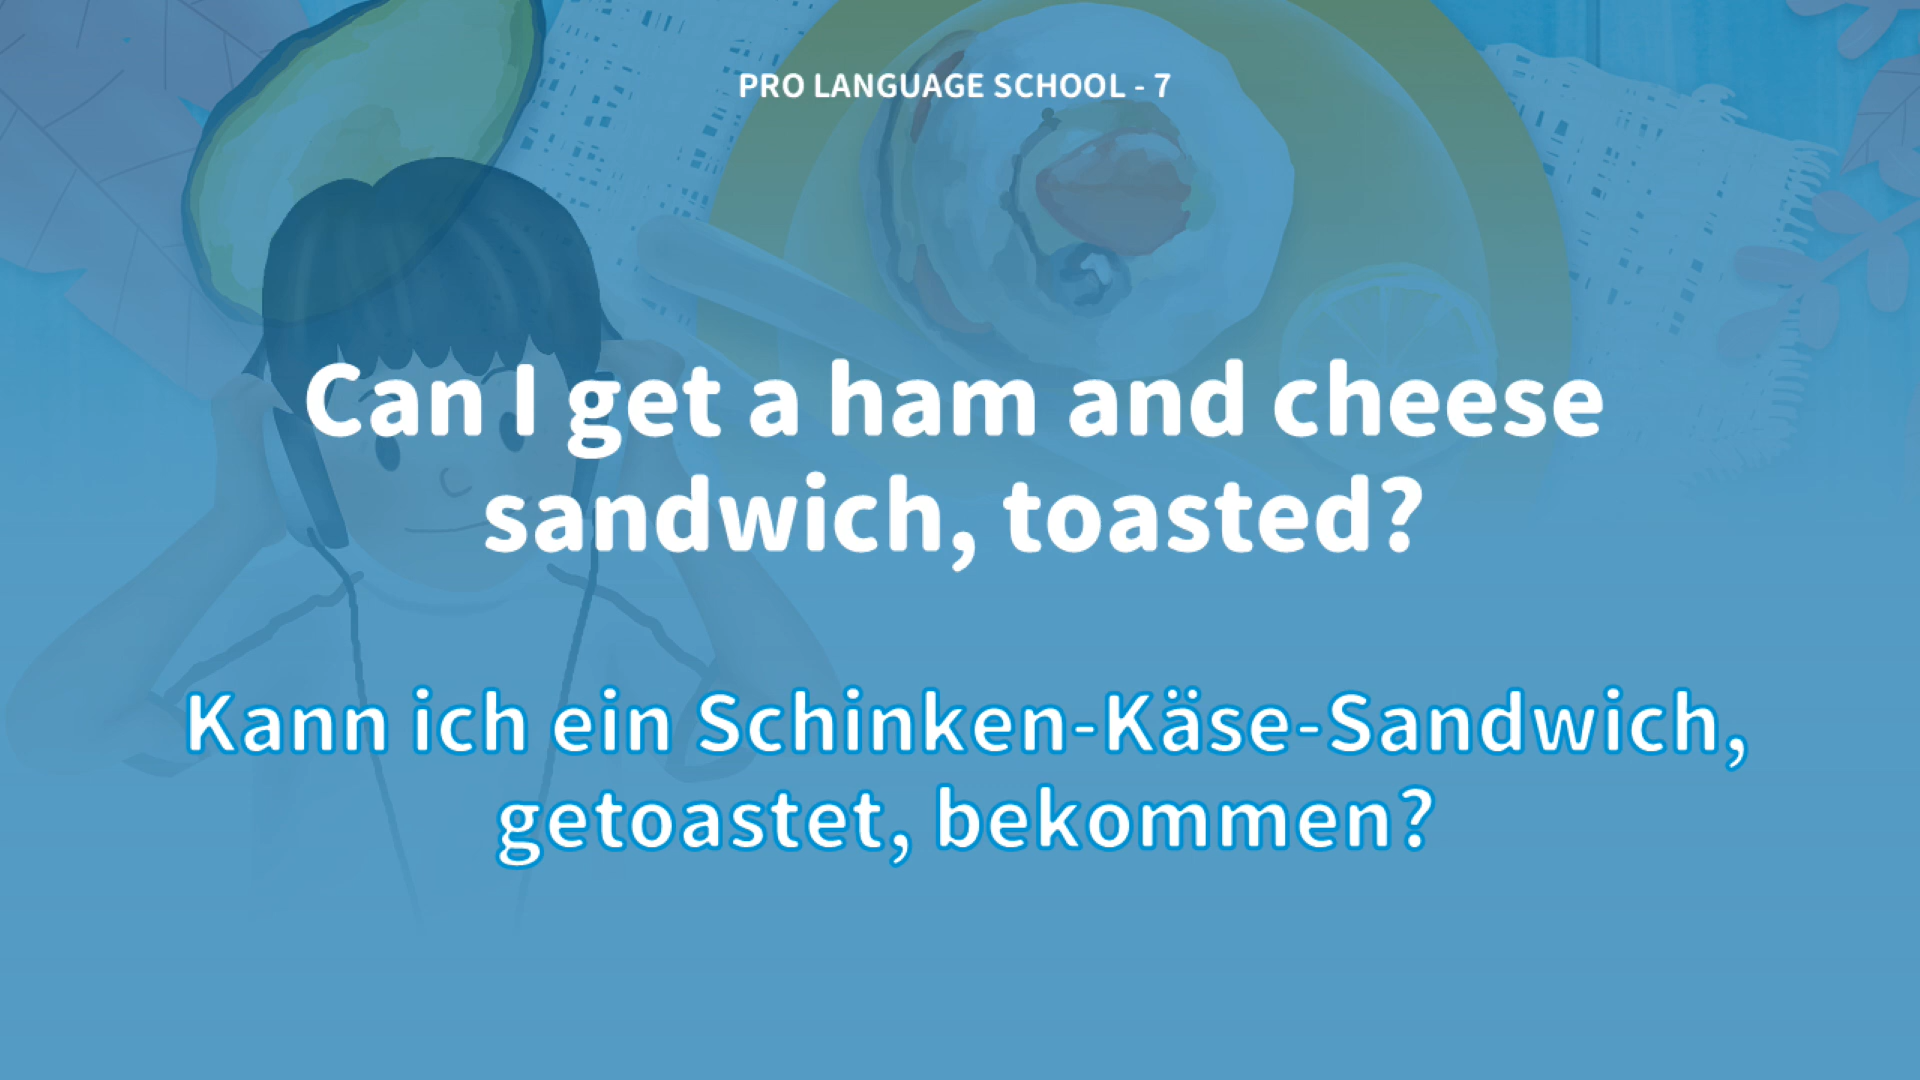 PRO LANGUAGE SCHOOL - 7
Can I get a ham and cheese
sandwich, toasted?
Kann ich ein Schinken-Käse-Sandwich,
getoastet, bekommen?